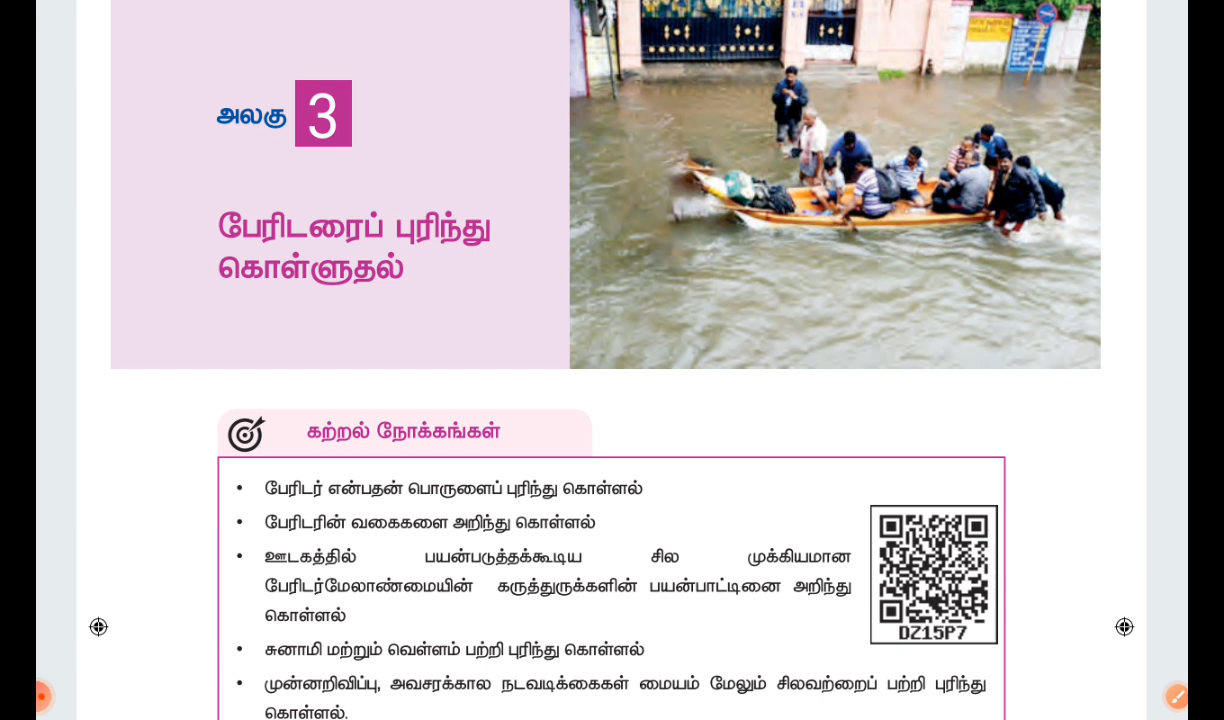 அலகு 3
பேரிடரைப் புரிந்து
கொள்ளுதல்
கற்றல் நோக்கங்கள்
• பேரிடர் என்பதன் பொருளைப் புரிந்து கொள்ளல்
• பேரிடரின் வகைகளை அறிந்து கொள்ளல்
• ஊடகத்தில் பயன்படுத்தக்கூடிய சில முக்கியமான
பேரிடர்மேலாண்மையின் கருத்துருக்களின் பயன்பாட்டினை அறிந்து
கொள்ளல்
DZ15P7
• சுனாமி மற்றும் வெள்ளம் பற்றி புரிந்து கொள்ளல்
• முன்னறிவிப்பு, அவசரக்கால நடவடிக்கைகள் மையம் மேலும் சிலவற்றைப் பற்றி புரிந்து
கொள்ளல்.